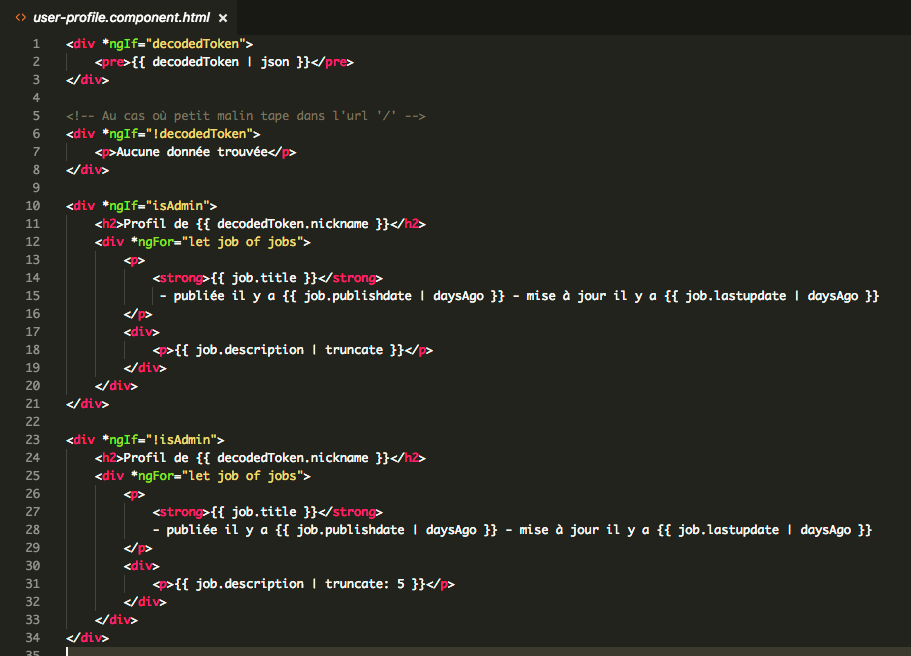 <> user-profile.component.html ×
1 <div *ngIf="decodedToken">
2     <pre>{{ decodedToken | json }}</pre>
3 </div>
4
5 <!-- Au cas où petit malin tape dans l'url '/' -->
6 <div *ngIf="!decodedToken">
7     <p>Aucune donnée trouvée</p>
8 </div>
9
10 <div *ngIf="isAdmin">
11     <h2>Profil de {{ decodedToken.nickname }}</h2>
12     <div *ngFor="let job of jobs">
13         <p>
14             <strong>{{ job.title }}</strong>
15              - publiée il y a {{ job.publishdate | daysAgo }} - mise à jour il y a {{ job.lastupdate | daysAgo }}
16         </p>
17         <div>
18             <p>{{ job.description | truncate }}</p>
19         </div>
20     </div>
21 </div>
22
23 <div *ngIf="!isAdmin">
24     <h2>Profil de {{ decodedToken.nickname }}</h2>
25     <div *ngFor="let job of jobs">
26         <p>
27             <strong>{{ job.title }}</strong>
28             - publiée il y a {{ job.publishdate | daysAgo }} - mise à jour il y a {{ job.lastupdate | daysAgo }}
29         </p>
30         <div>
31             <p>{{ job.description | truncate: 5 }}</p>
32         </div>
33     </div>
34 </div>
35